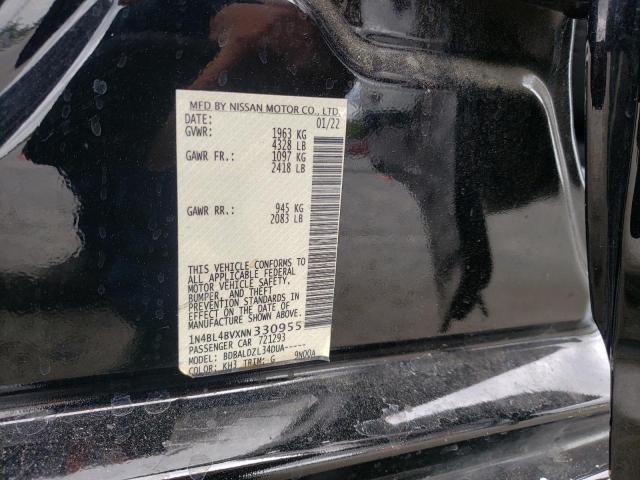 MFD BY NISSAN MOTOR CO., LTD.
DATE: 01/22
GVWR: 1963 KG
4328 LB
GAWR FR.: 1097 KG
2418 LB
GAWR RR.: 945 KG
2083 LB
THIS VEHICLE CONFORMS TO
ALL APPLICABLE FEDERAL
MOTOR VEHICLE SAFETY,
BUMPER, AND THEFT
PREVENTION STANDARDS IN
EFFECT ON THE DATE OF
MANUFACTURE SHOWN ABOVE.
1N4BL4BVXNN330955
PASSENGER CAR 721293
MODEL: BDBALDZL34DUA-----
COLOR: KH3 TRIM: G 9N00A